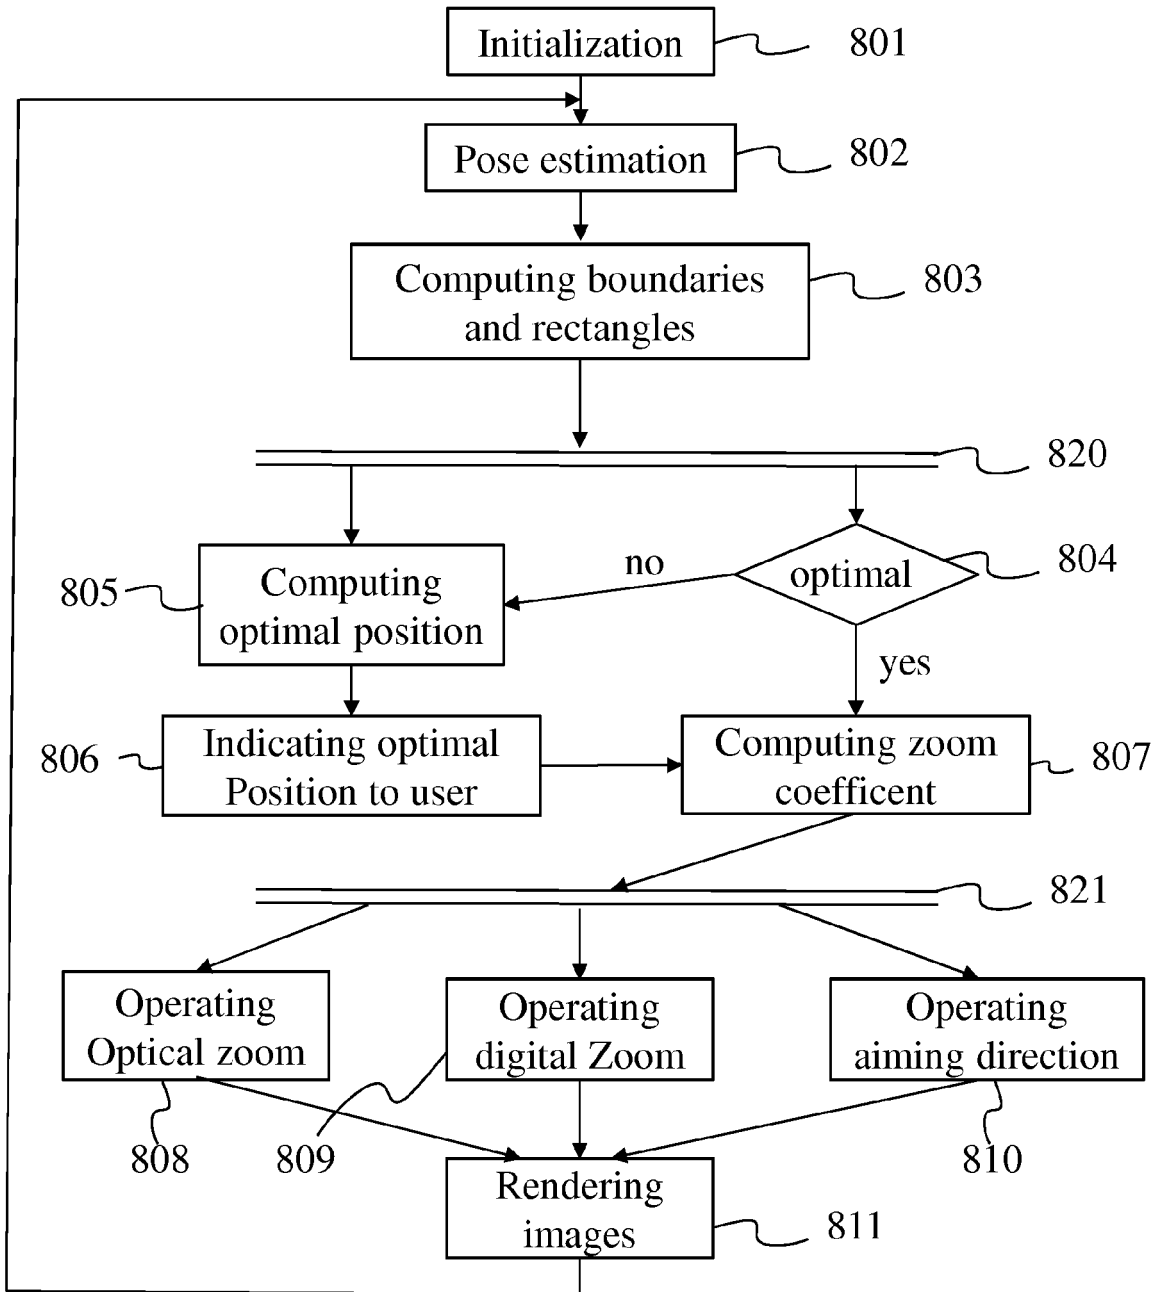 Initialization
801
Pose estimation
802
Computing boundaries
and rectangles
803
820
no
optimal
804
805
Computing
optimal position
yes
806
Indicating optimal
Position to user
Computing zoom
coefficent
807
821
Operating
Optical zoom
Operating
digital Zoom
Operating
aiming direction
808
809
810
Rendering
images
811